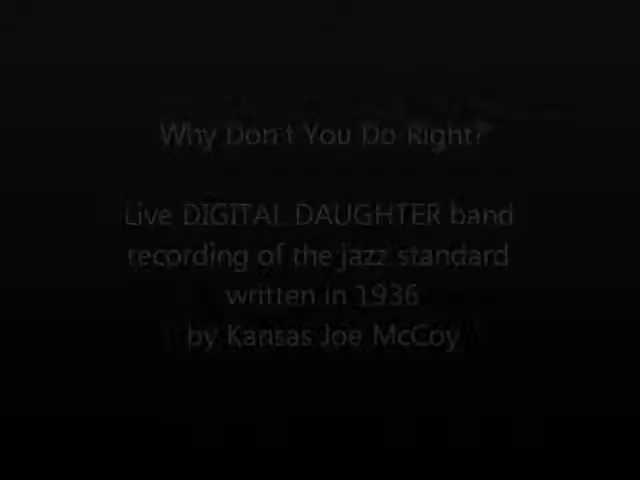 Why Don't You Do Right?
Live DIGITAL DAUGHTER band
recording of the jazz standard
written in 1936
by Kansas Joe McCoy